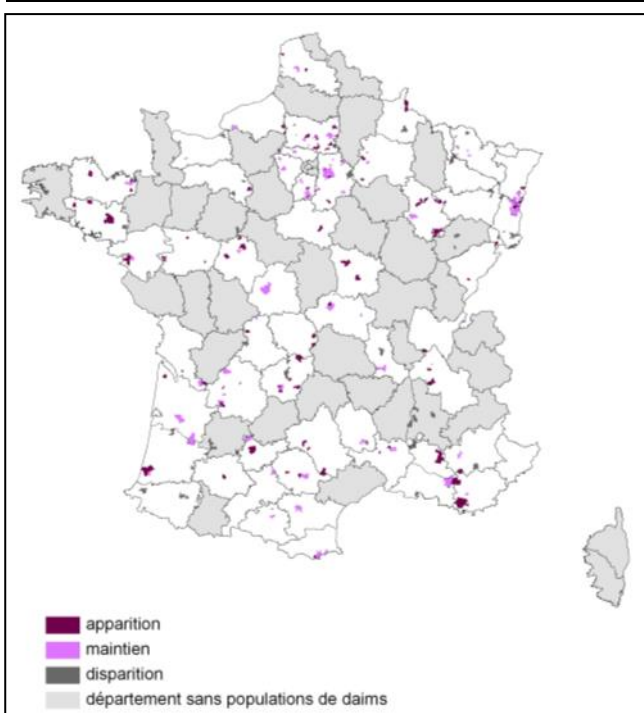 apparition
maintien
disparition
département sans populations de daims